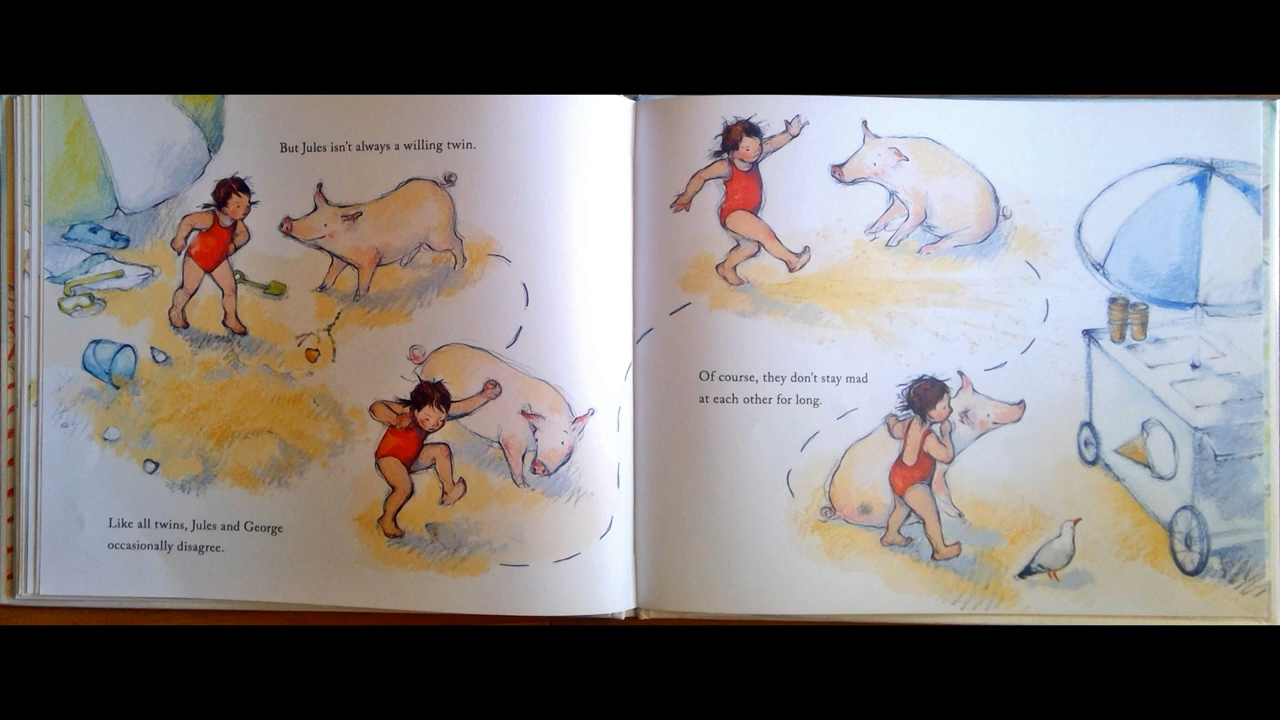 But Jules isn't always a willing twin.
Like all twins, Jules and George
occasionally disagree.
Of course, they don't stay mad
at each other for long.